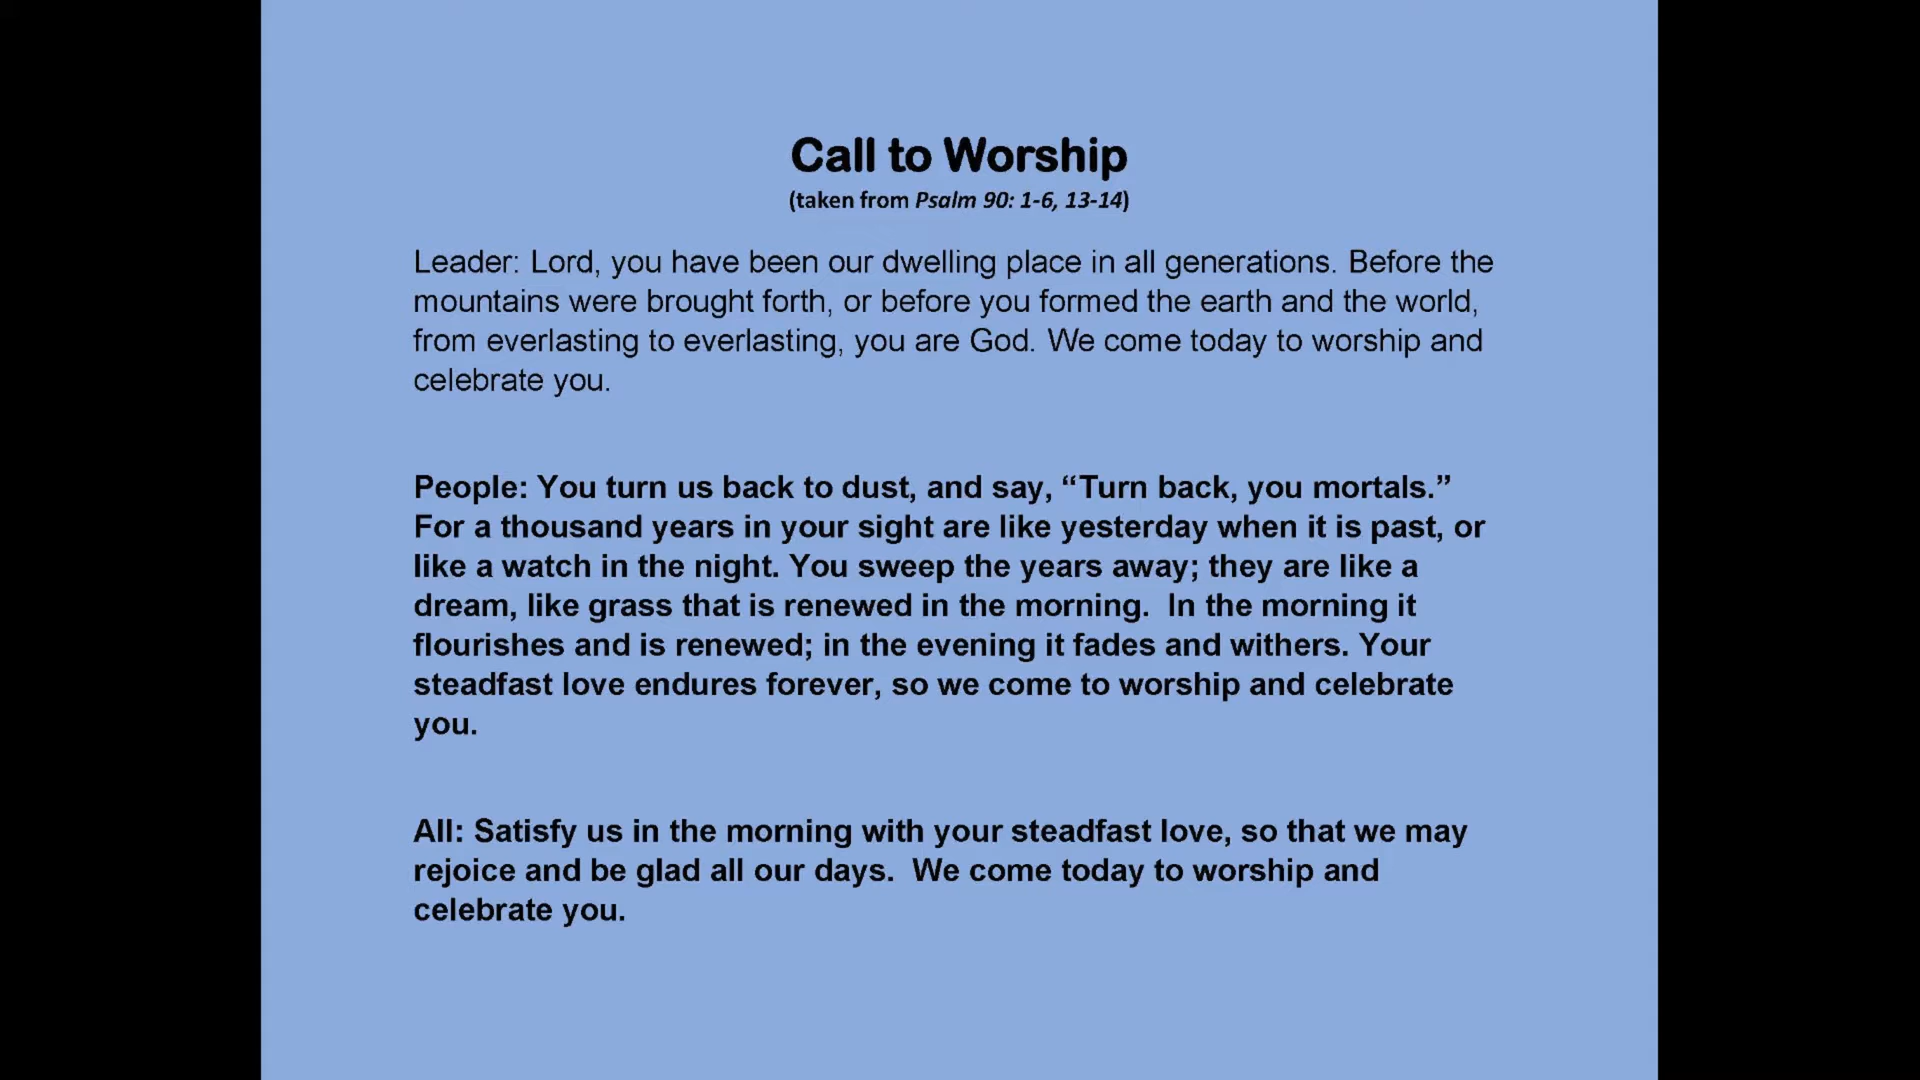 Call to Worship
(taken from Psalm 90: 1-6, 13-14)
Leader: Lord, you have been our dwelling place in all generations. Before the
mountains were brought forth, or before you formed the earth and the world,
from everlasting to everlasting, you are God. We come today to worship and
celebrate you.
People: You turn us back to dust, and say, “Turn back, you mortals.”
For a thousand years in your sight are like yesterday when it is past, or
like a watch in the night. You sweep the years away; they are like a
dream, like grass that is renewed in the morning.  In the morning it
flourishes and is renewed; in the evening it fades and withers. Your
steadfast love endures forever, so we come to worship and celebrate
you.
All: Satisfy us in the morning with your steadfast love, so that we may
rejoice and be glad all our days.  We come today to worship and
celebrate you.